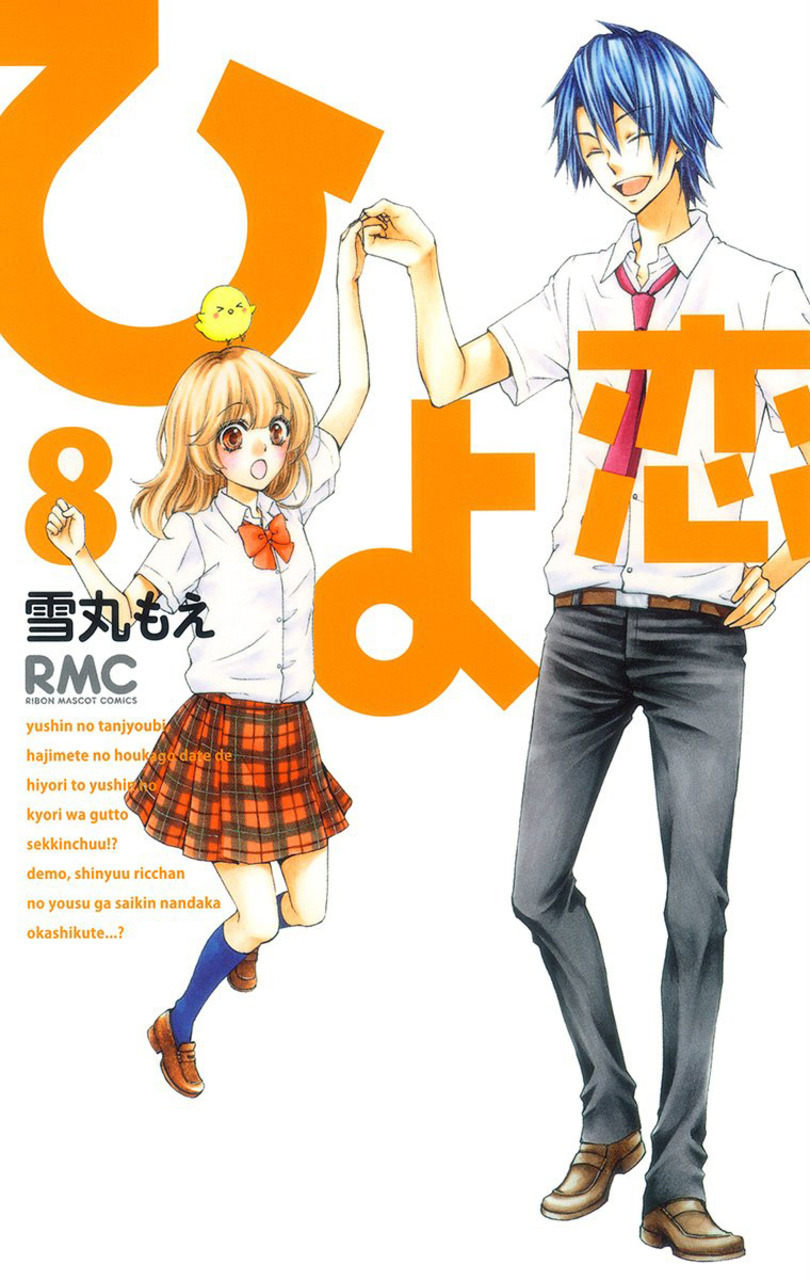 ひよ恋
8
雪丸もえ
RMC
RIBON MASCOT COMICS
yushin no tanjyoubi,
hajimete no houkago date de
hiyori to yushin no
kyori wa gutto
sekkinchuu!?
demo, shinyuu ricchan
no yousu ga saikin nandaka
okashikute...?